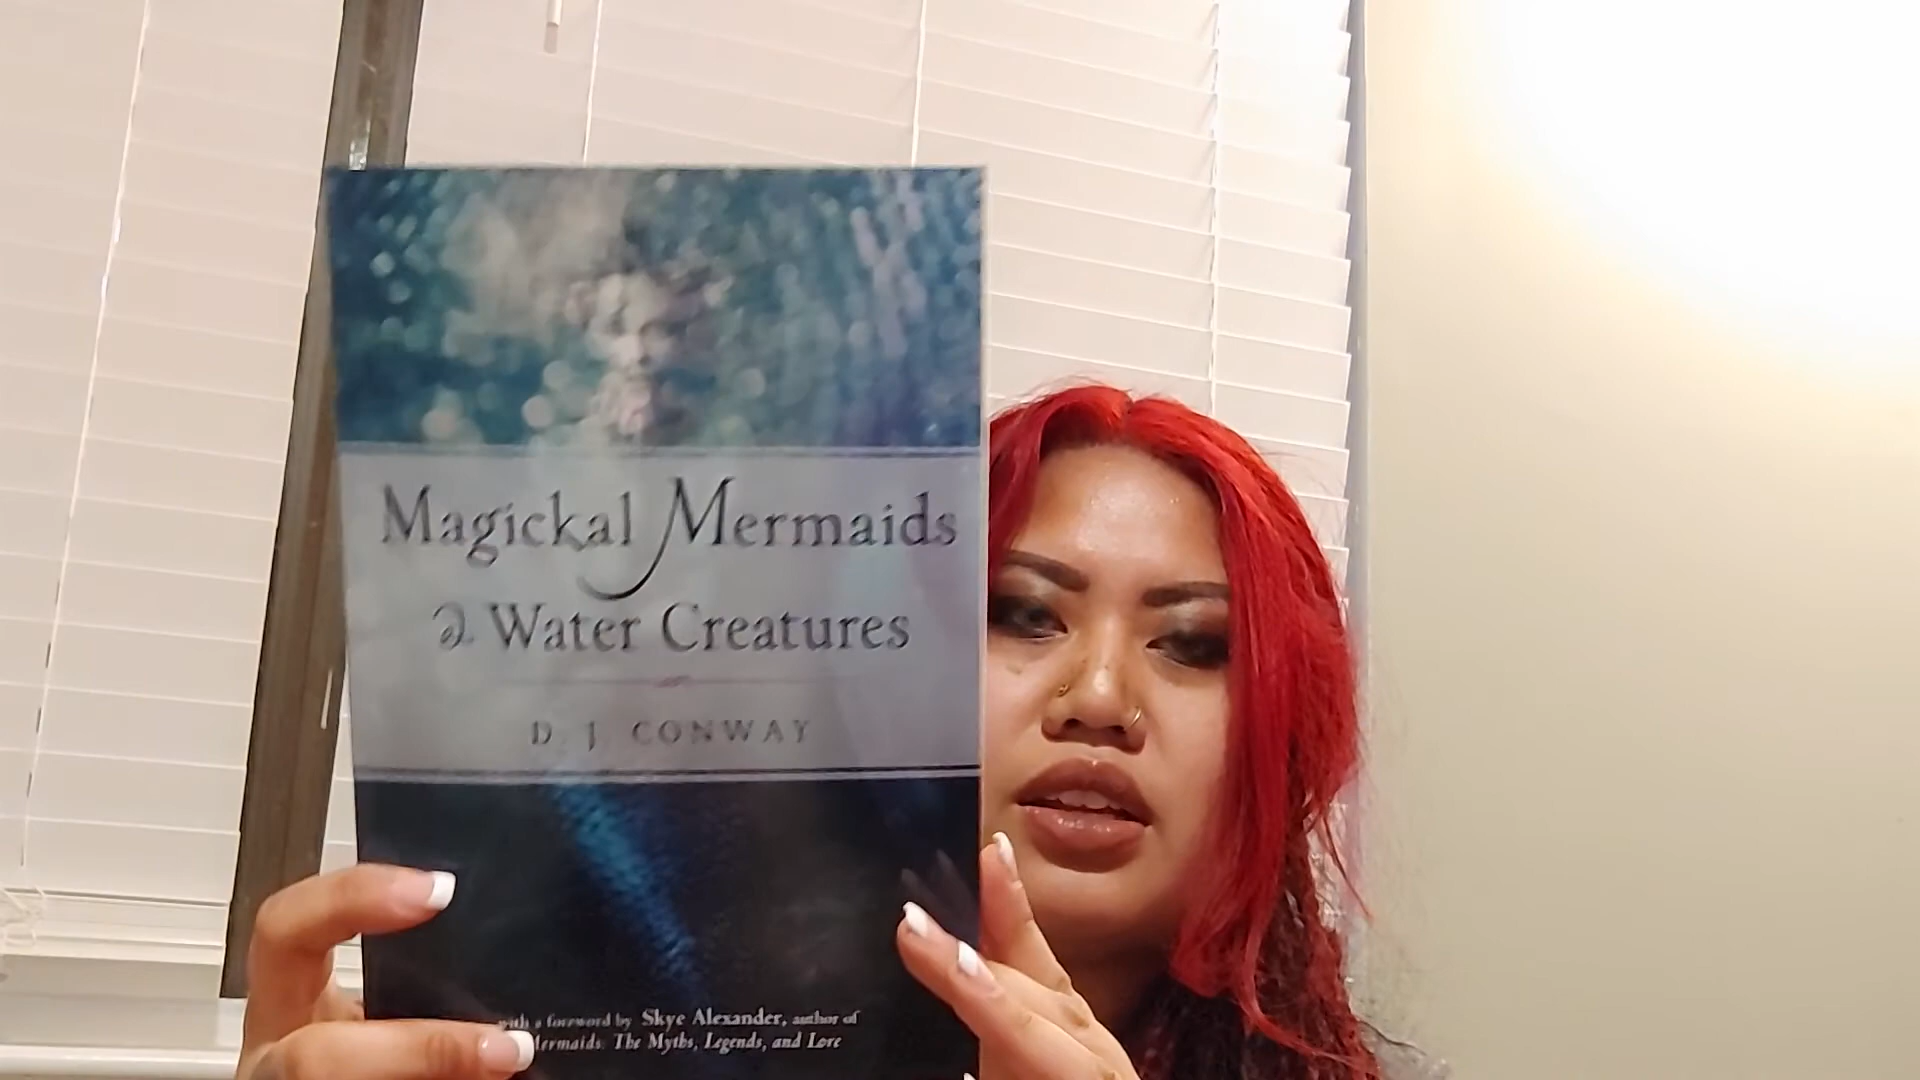 Magickal Mermaids
& Water Creatures
D. J. CONWAY
with a foreword by Skye Alexander, author of
Mermaids: The Myths, Legends, and Lore